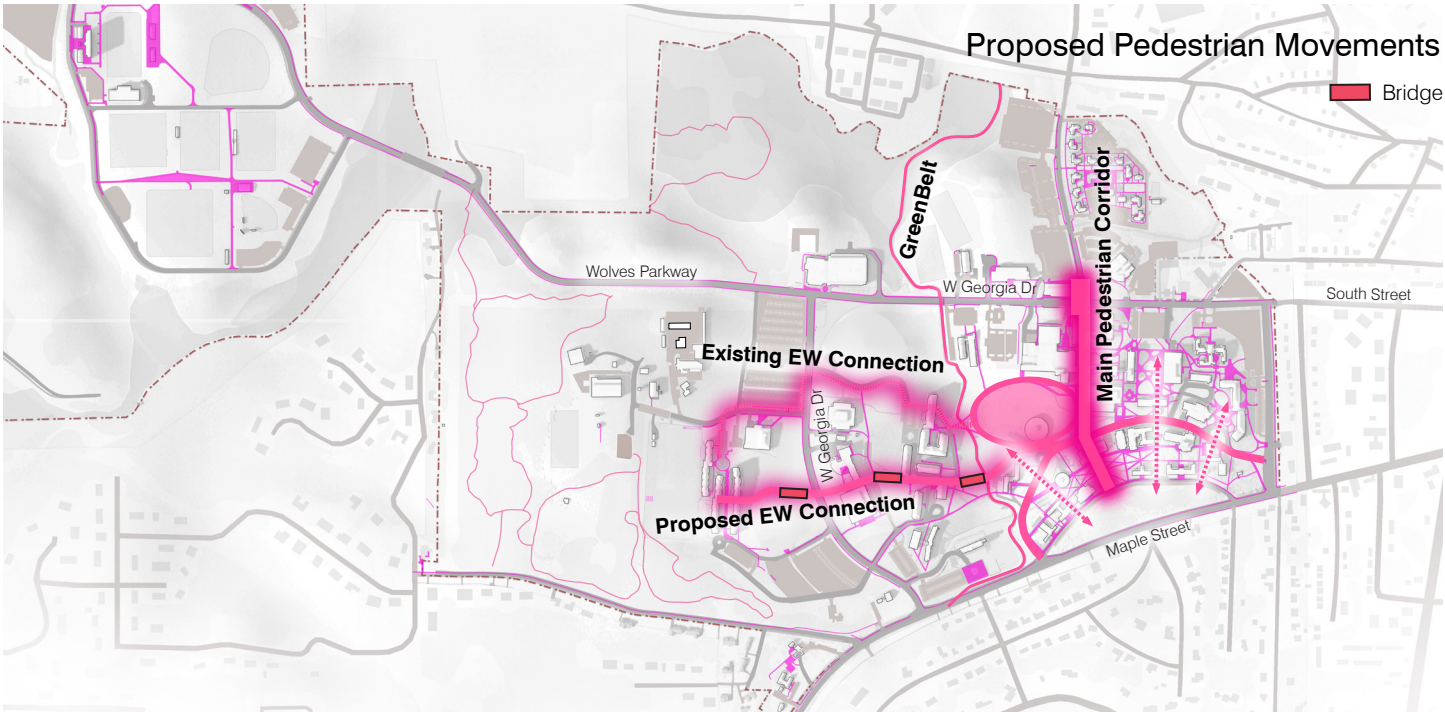 Proposed Pedestrian Movements
Bridge
GreenBelt
Main Pedestrian Corridor
Wolves Parkway
W Georgia Dr
South Street
Existing EW Connection
W Georgia Dr
Proposed EW Connection
Maple Street